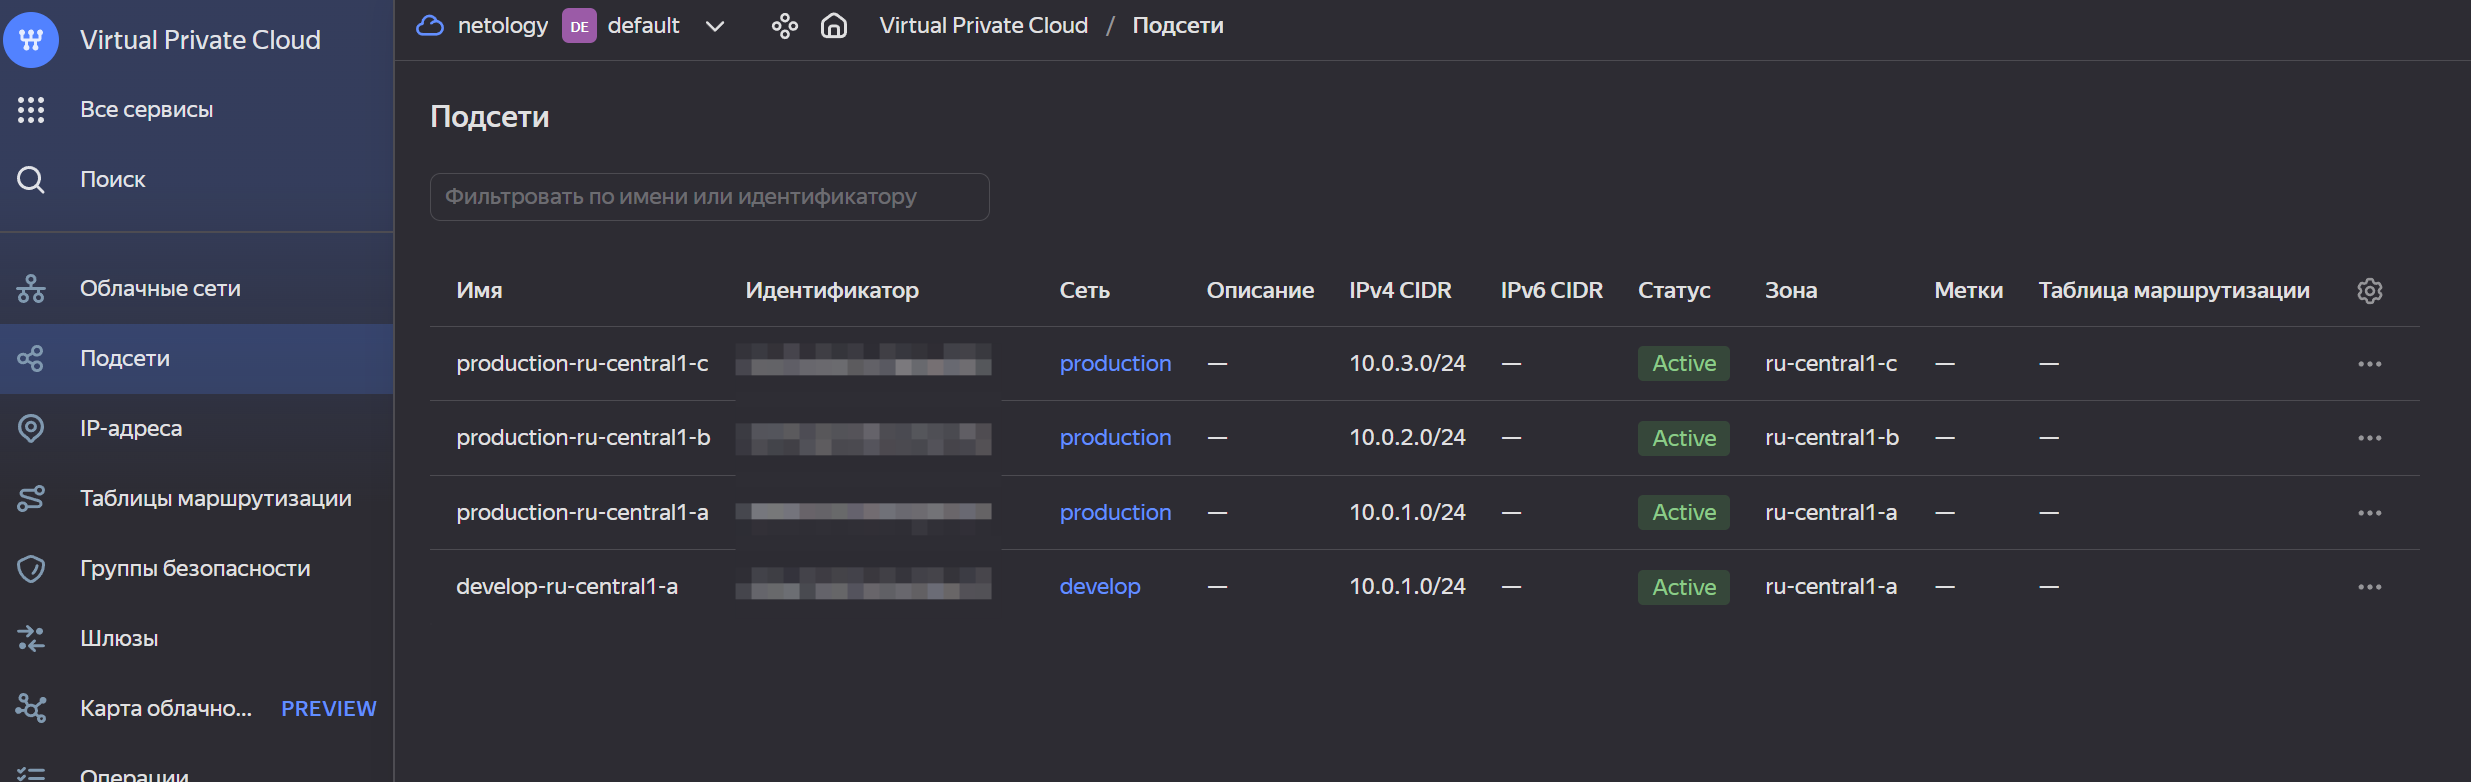 Virtual Private Cloud
Все сервисы
Поиск
Облачные сети
Подсети
IP-адреса
Таблицы маршрутизации
Группы безопасности
Шлюзы
Карта облачно... PREVIEW
Операции
netology DE default Virtual Private Cloud / Подсети
Подсети
Фильтровать по имени или идентификатору
Имя Идентификатор Сеть Описание IPv4 CIDR IPv6 CIDR Статус Зона Метки Таблица маршрутизации
production-ru-central1-c production — 10.0.3.0/24 — Active ru-central1-c — —
production-ru-central1-b production — 10.0.2.0/24 — Active ru-central1-b — —
production-ru-central1-a production — 10.0.1.0/24 — Active ru-central1-a — —
develop-ru-central1-a develop — 10.0.1.0/24 — Active ru-central1-a — —